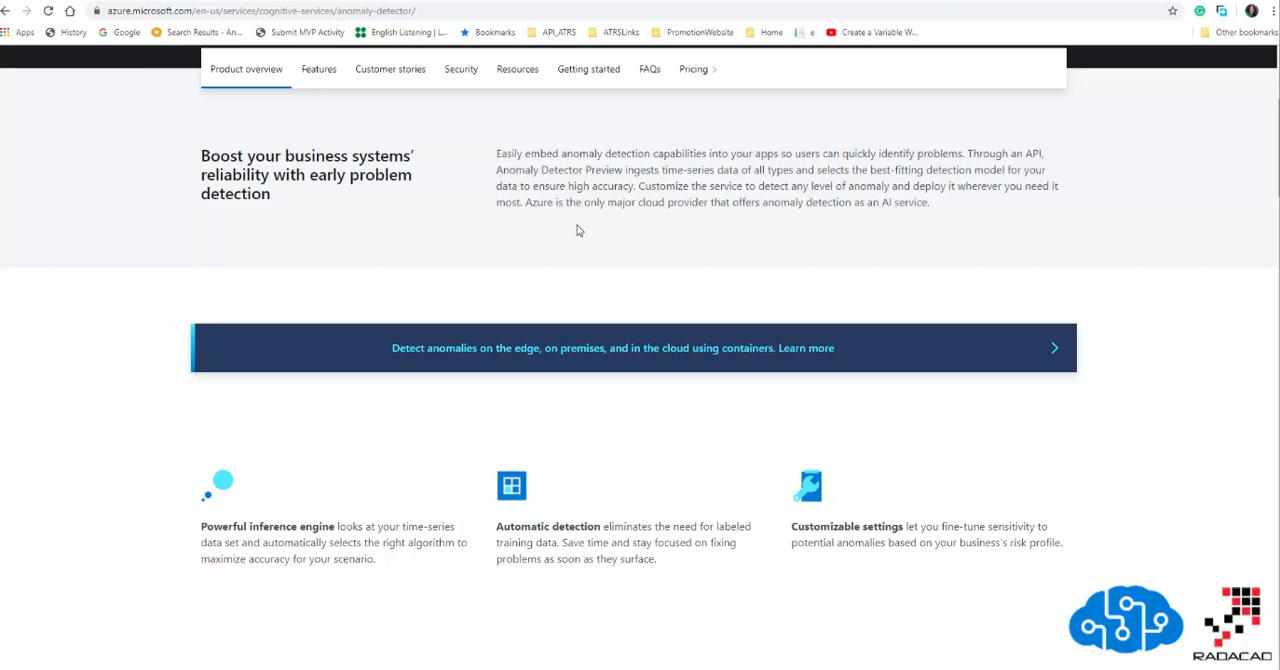 azure.microsoft.com/en-us/services/cognitive-services/anomaly-detector/
Apps History Google Search Results - An... Submit MVP Activity English Listening | L... Bookmarks API_ATRS ATRSLinks PromotionWebsite Home e Create a Variable W... Other bookmarks
Product overview Features Customer stories Security Resources Getting started FAQs Pricing
Boost your business systems’
reliability with early problem
detection
Easily embed anomaly detection capabilities into your apps so users can quickly identify problems. Through an API,
Anomaly Detector Preview ingests time-series data of all types and selects the best-fitting detection model for your
data to ensure high accuracy. Customize the service to detect any level of anomaly and deploy it wherever you need it
most. Azure is the only major cloud provider that offers anomaly detection as an AI service.
Detect anomalies on the edge, on premises, and in the cloud using containers. Learn more
Powerful inference engine looks at your time-series
data set and automatically selects the right algorithm to
maximize accuracy for your scenario.
Automatic detection eliminates the need for labeled
training data. Save time and stay focused on fixing
problems as soon as they surface.
Customizable settings let you fine-tune sensitivity to
potential anomalies based on your business's risk profile.
RADACAD